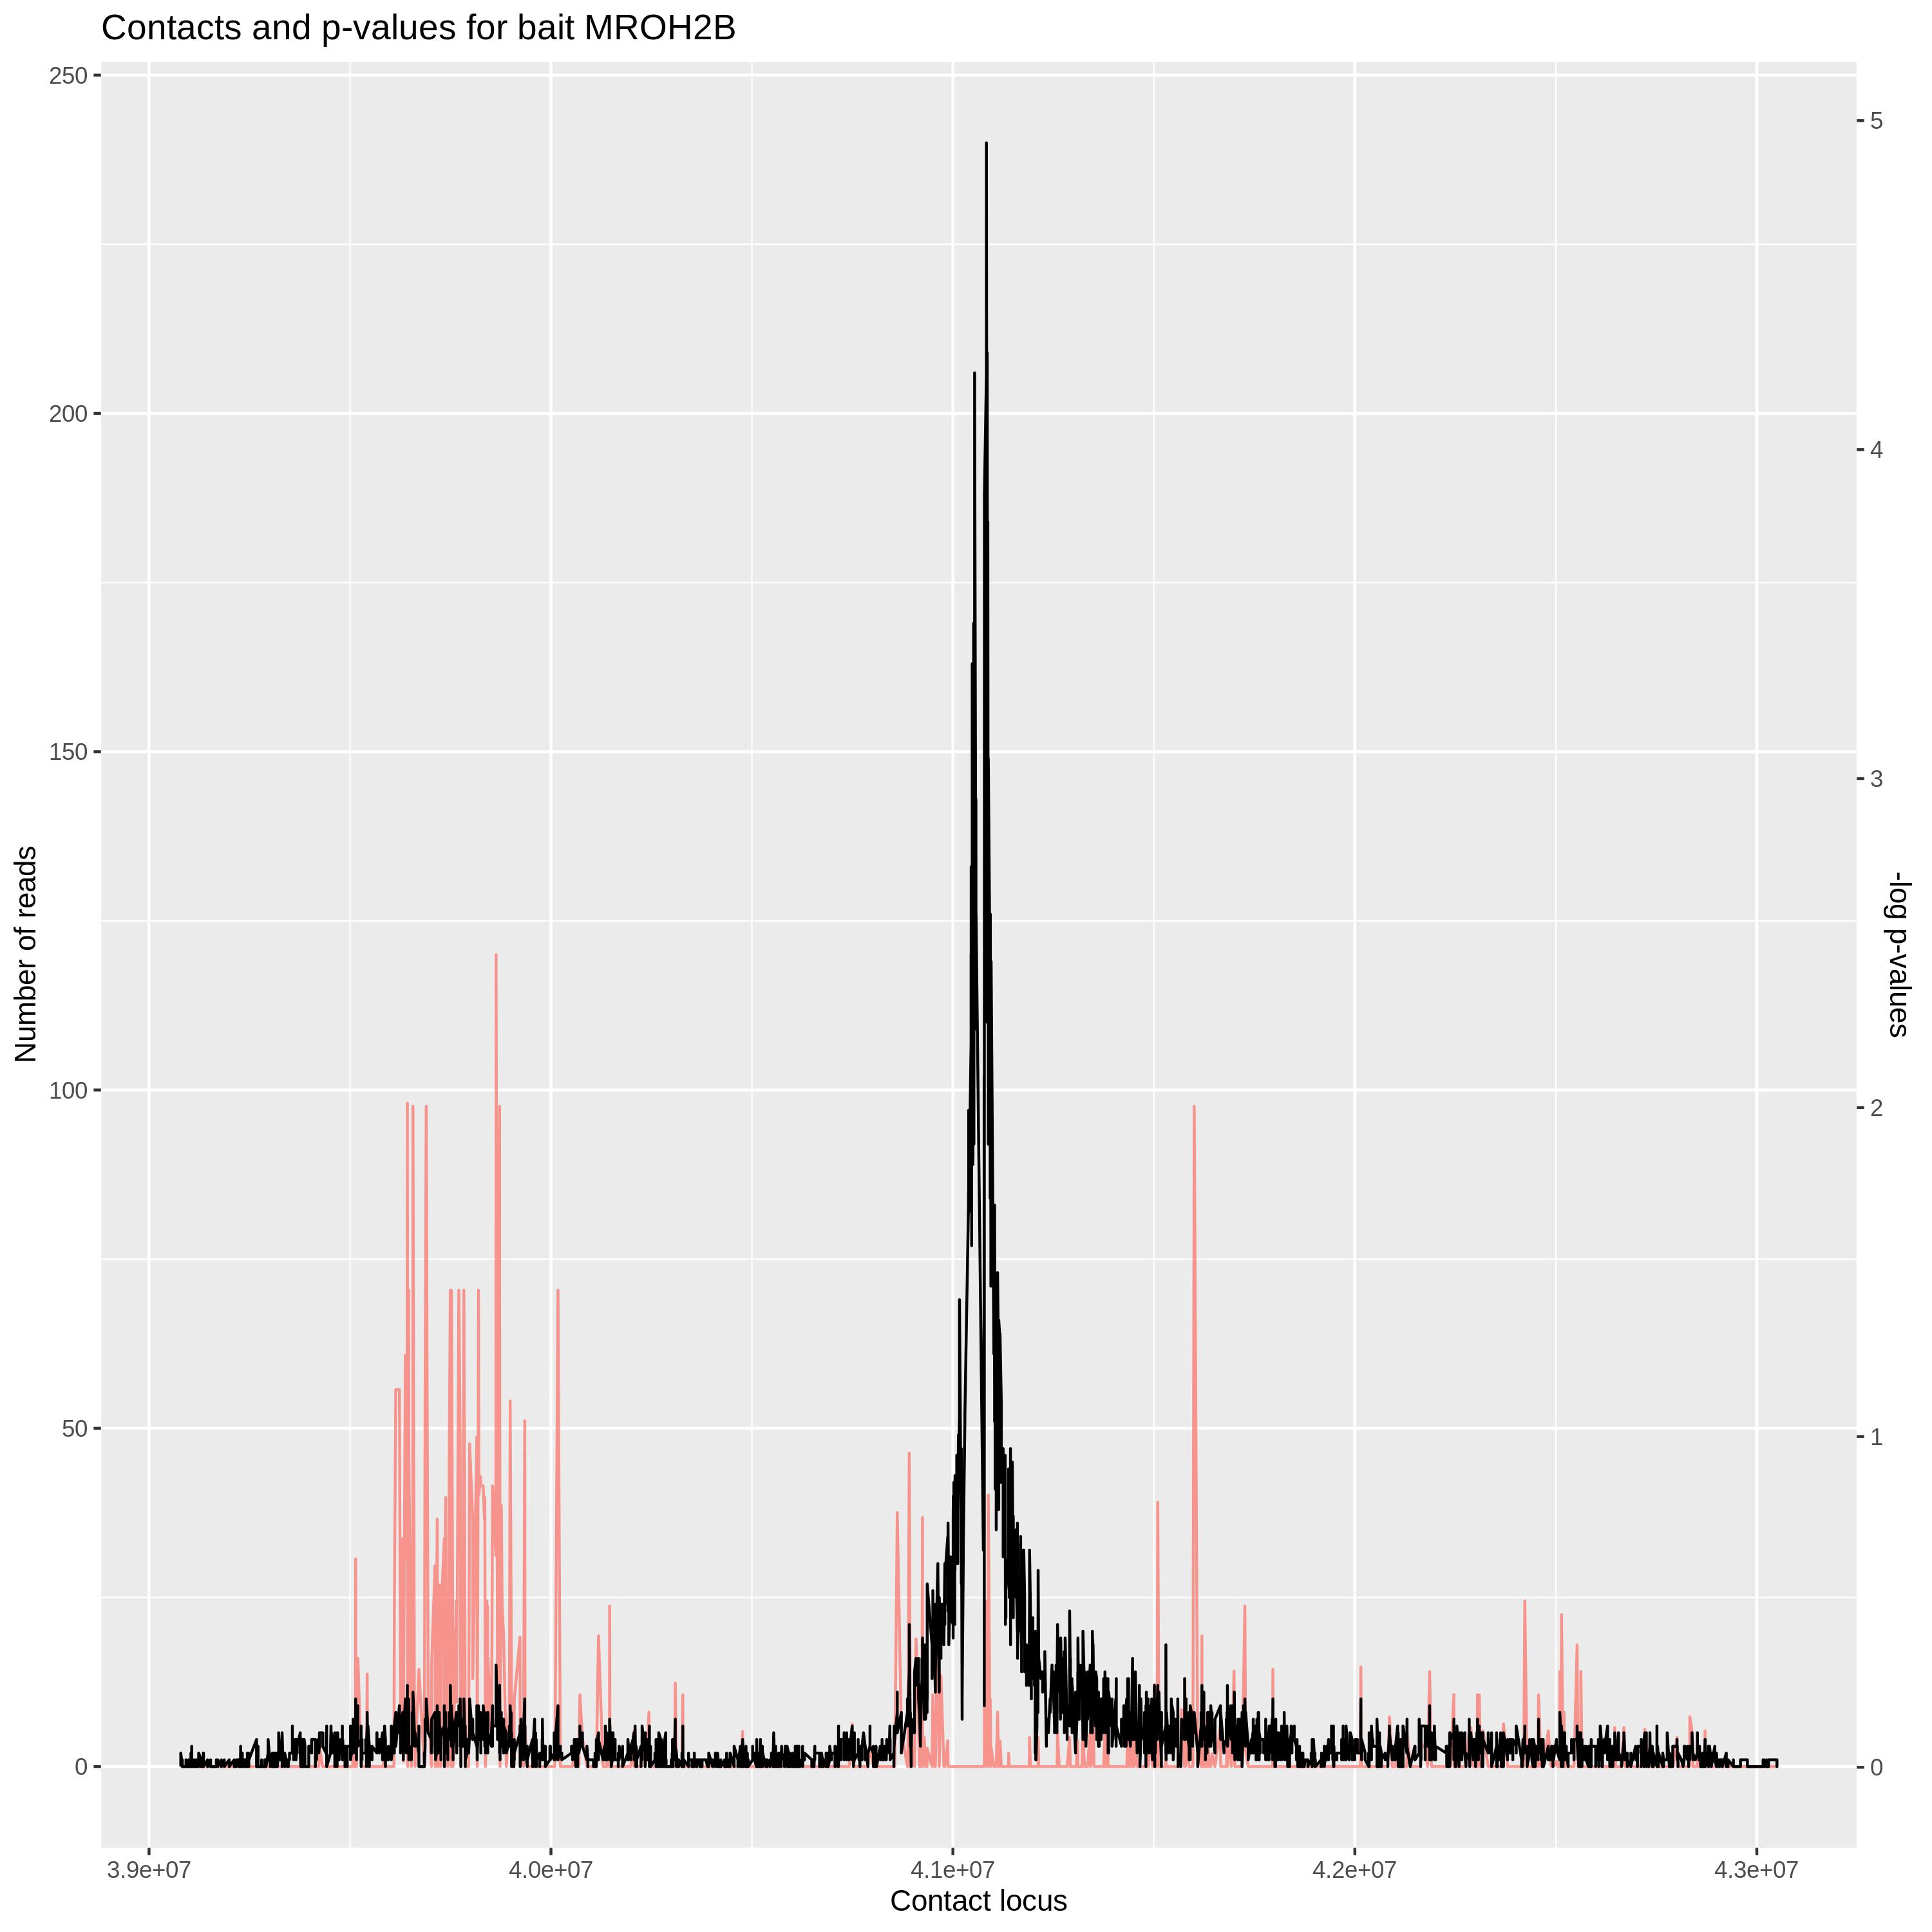 Contacts and p-values for bait MROH2B
250
200
150
100
50
0
Number of reads
5
4
3
2
1
0
-log p-values
3.9e+07
4.0e+07
4.1e+07
4.2e+07
4.3e+07
Contact locus